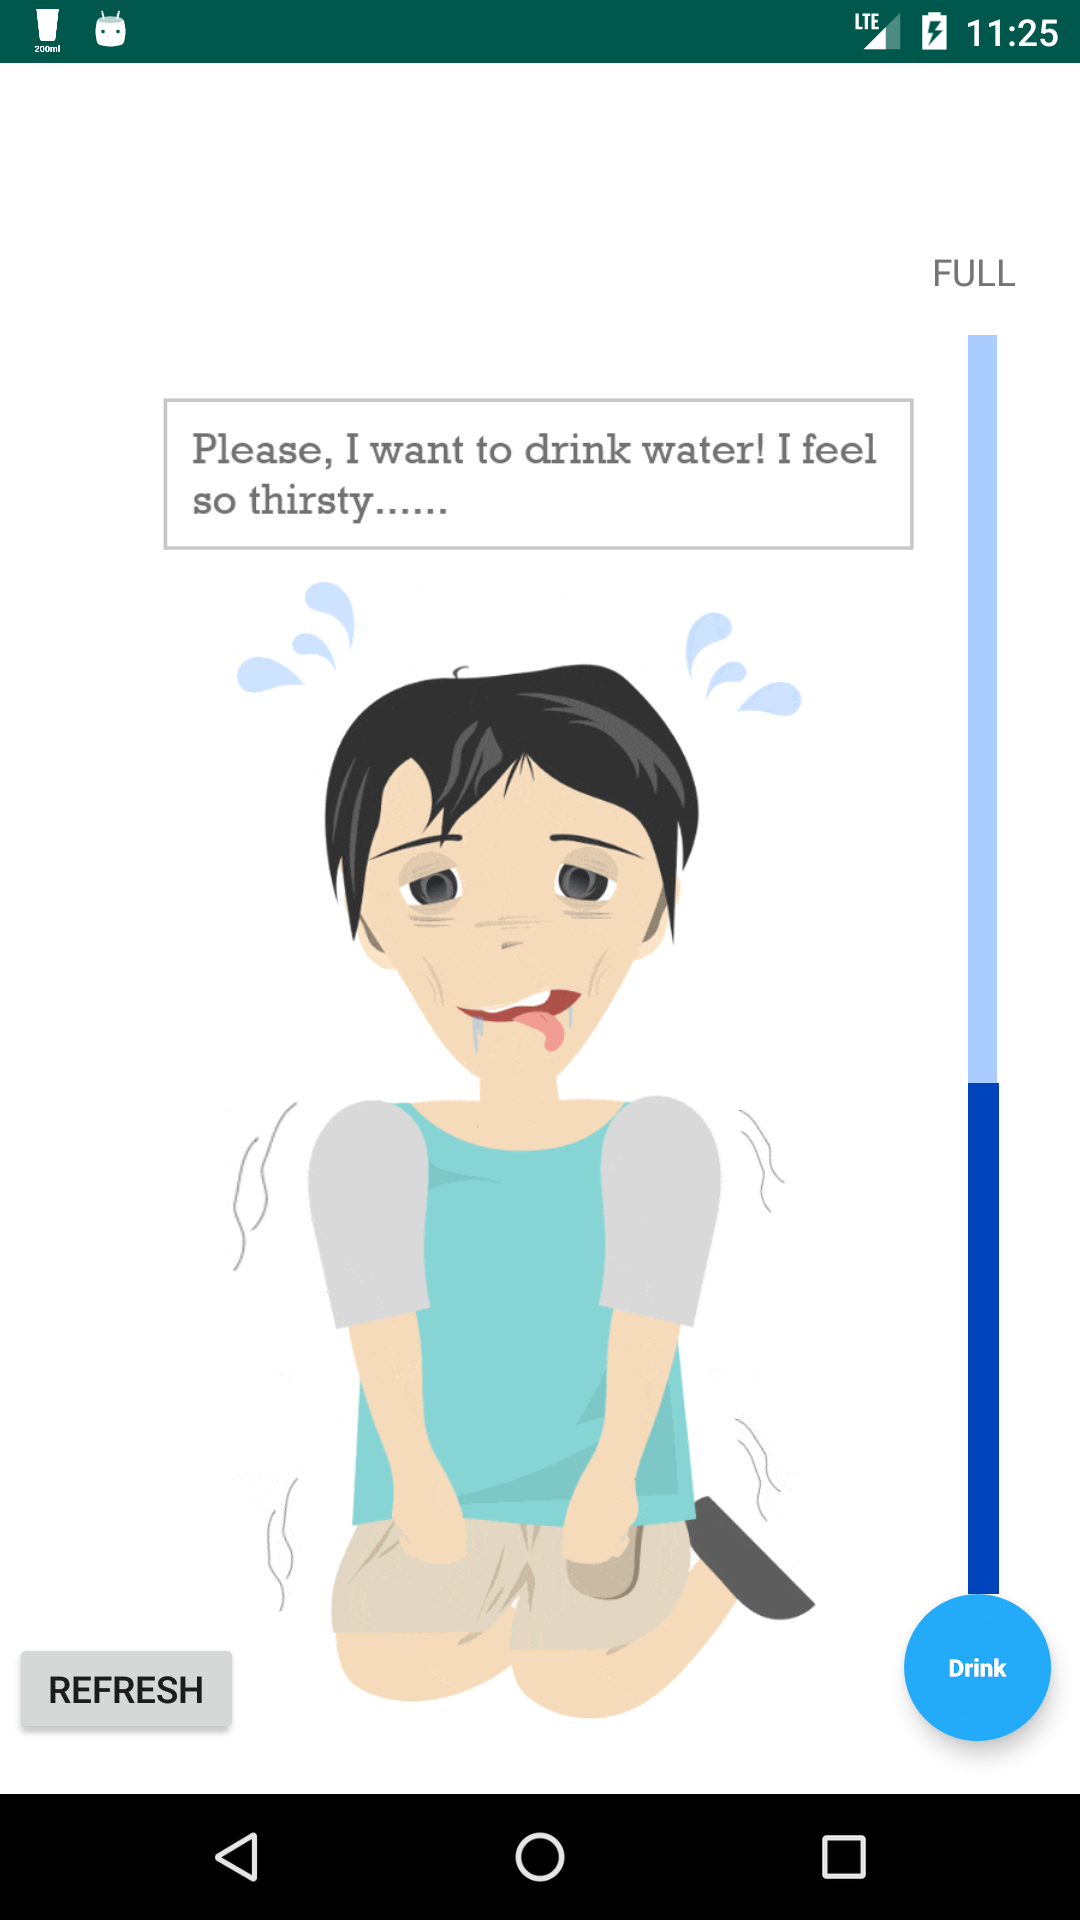 200ml
LTE
11:25
FULL
Please, I want to drink water! I feel
so thirsty......
REFRESH
Drink